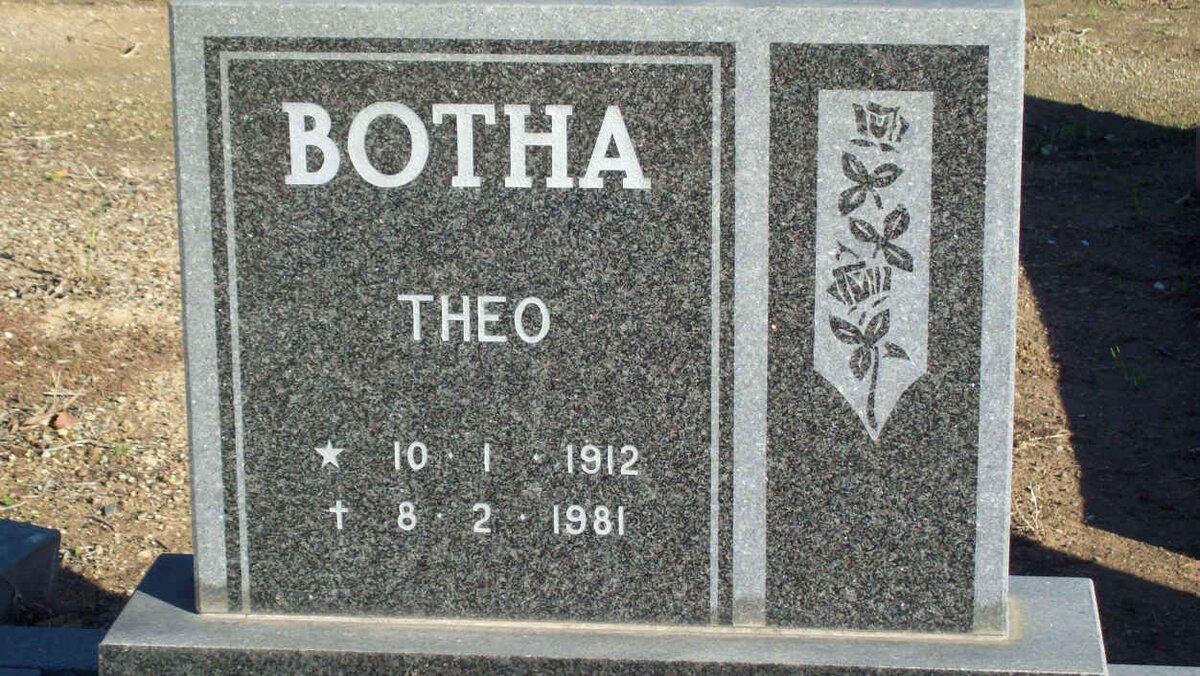 BOTHA
THEO
★ 10 · 1 · 1912
✝ 8 · 2 · 1981